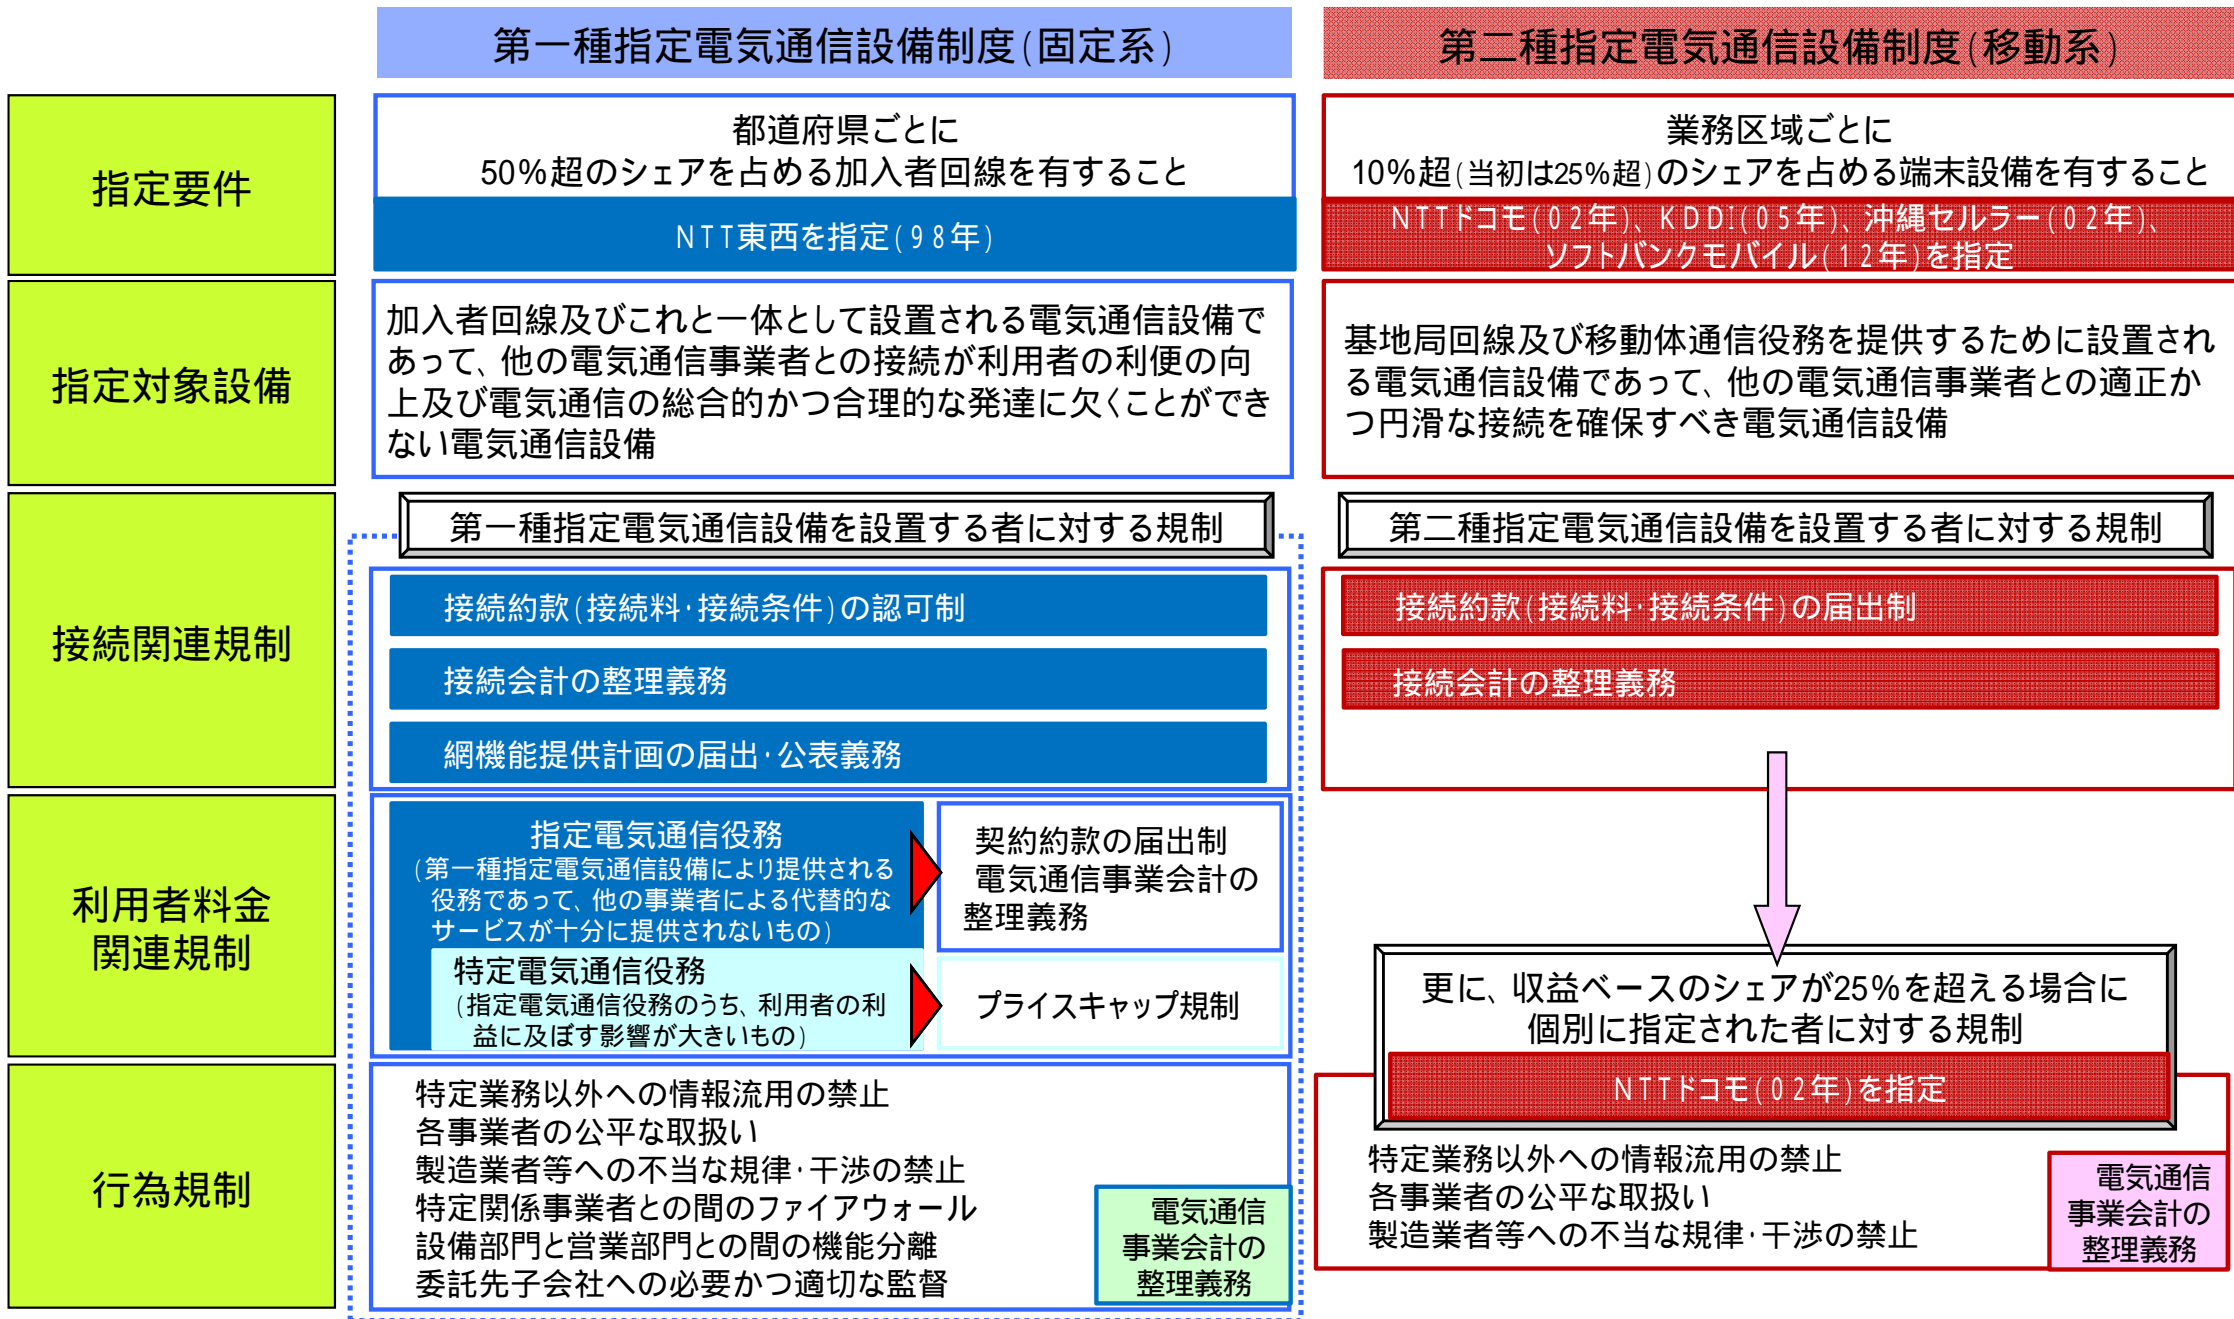 第一種指定電気通信設備制度(固定系)
第二種指定電気通信設備制度(移動系)
指定要件
都道府県ごとに
50%超のシェアを占める加入者回線を有すること
NTT東西を指定(98年)
業務区域ごとに
10%超(当初は25%超)のシェアを占める端末設備を有すること
NTTドコモ(02年)、KDDI(05年)、沖縄セルラー(02年)、
ソフトバンクモバイル(12年)を指定
指定対象設備
加入者回線及びこれと一体として設置される電気通信設備で
あって、他の電気通信事業者との接続が利用者の利便の向
上及び電気通信の総合的かつ合理的な発達に欠くことができ
ない電気通信設備
基地局回線及び移動体通信役務を提供するために設置され
る電気通信設備であって、他の電気通信事業者との適正か
つ円滑な接続を確保すべき電気通信設備
接続関連規制
第一種指定電気通信設備を設置する者に対する規制
接続約款(接続料・接続条件)の認可制
接続会計の整理義務
網機能提供計画の届出・公表義務
第二種指定電気通信設備を設置する者に対する規制
接続約款(接続料・接続条件)の届出制
接続会計の整理義務
利用者料金
関連規制
指定電気通信役務
(第一種指定電気通信設備により提供される
役務であって、他の事業者による代替的な
サービスが十分に提供されないもの)
契約約款の届出制
電気通信事業会計の
整理義務
特定電気通信役務
(指定電気通信役務のうち、利用者の利
益に及ぼす影響が大きいもの)
プライスキャップ規制
更に、収益ベースのシェアが25%を超える場合に
個別に指定された者に対する規制
NTTドコモ(02年)を指定
行為規制
特定業務以外への情報流用の禁止
各事業者の公平な取扱い
製造業者等への不当な規律・干渉の禁止
特定関係事業者との間のファイアウォール
設備部門と営業部門との間の機能分離
委託先子会社への必要かつ適切な監督
電気通信
事業会計の
整理義務
特定業務以外への情報流用の禁止
各事業者の公平な取扱い
製造業者等への不当な規律・干渉の禁止
電気通信
事業会計の
整理義務